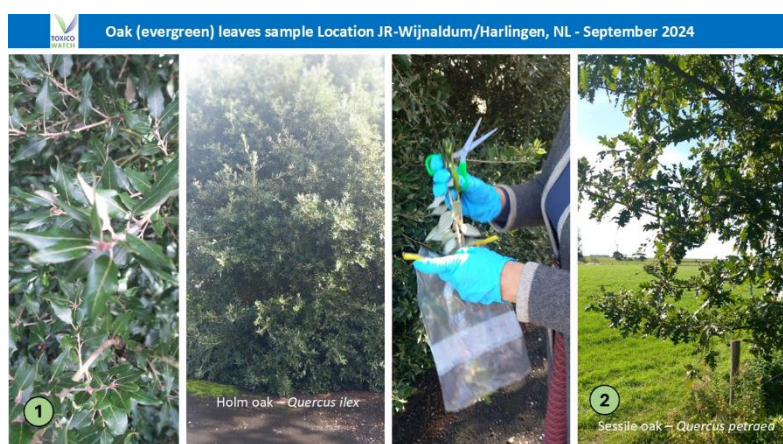 TOXICO
WATCH
Oak (evergreen) leaves sample Location JR-Wijnaldum/Harlingen, NL - September 2024
1
Holm oak – Quercus ilex
2
Sessile oak – Quercus petraea